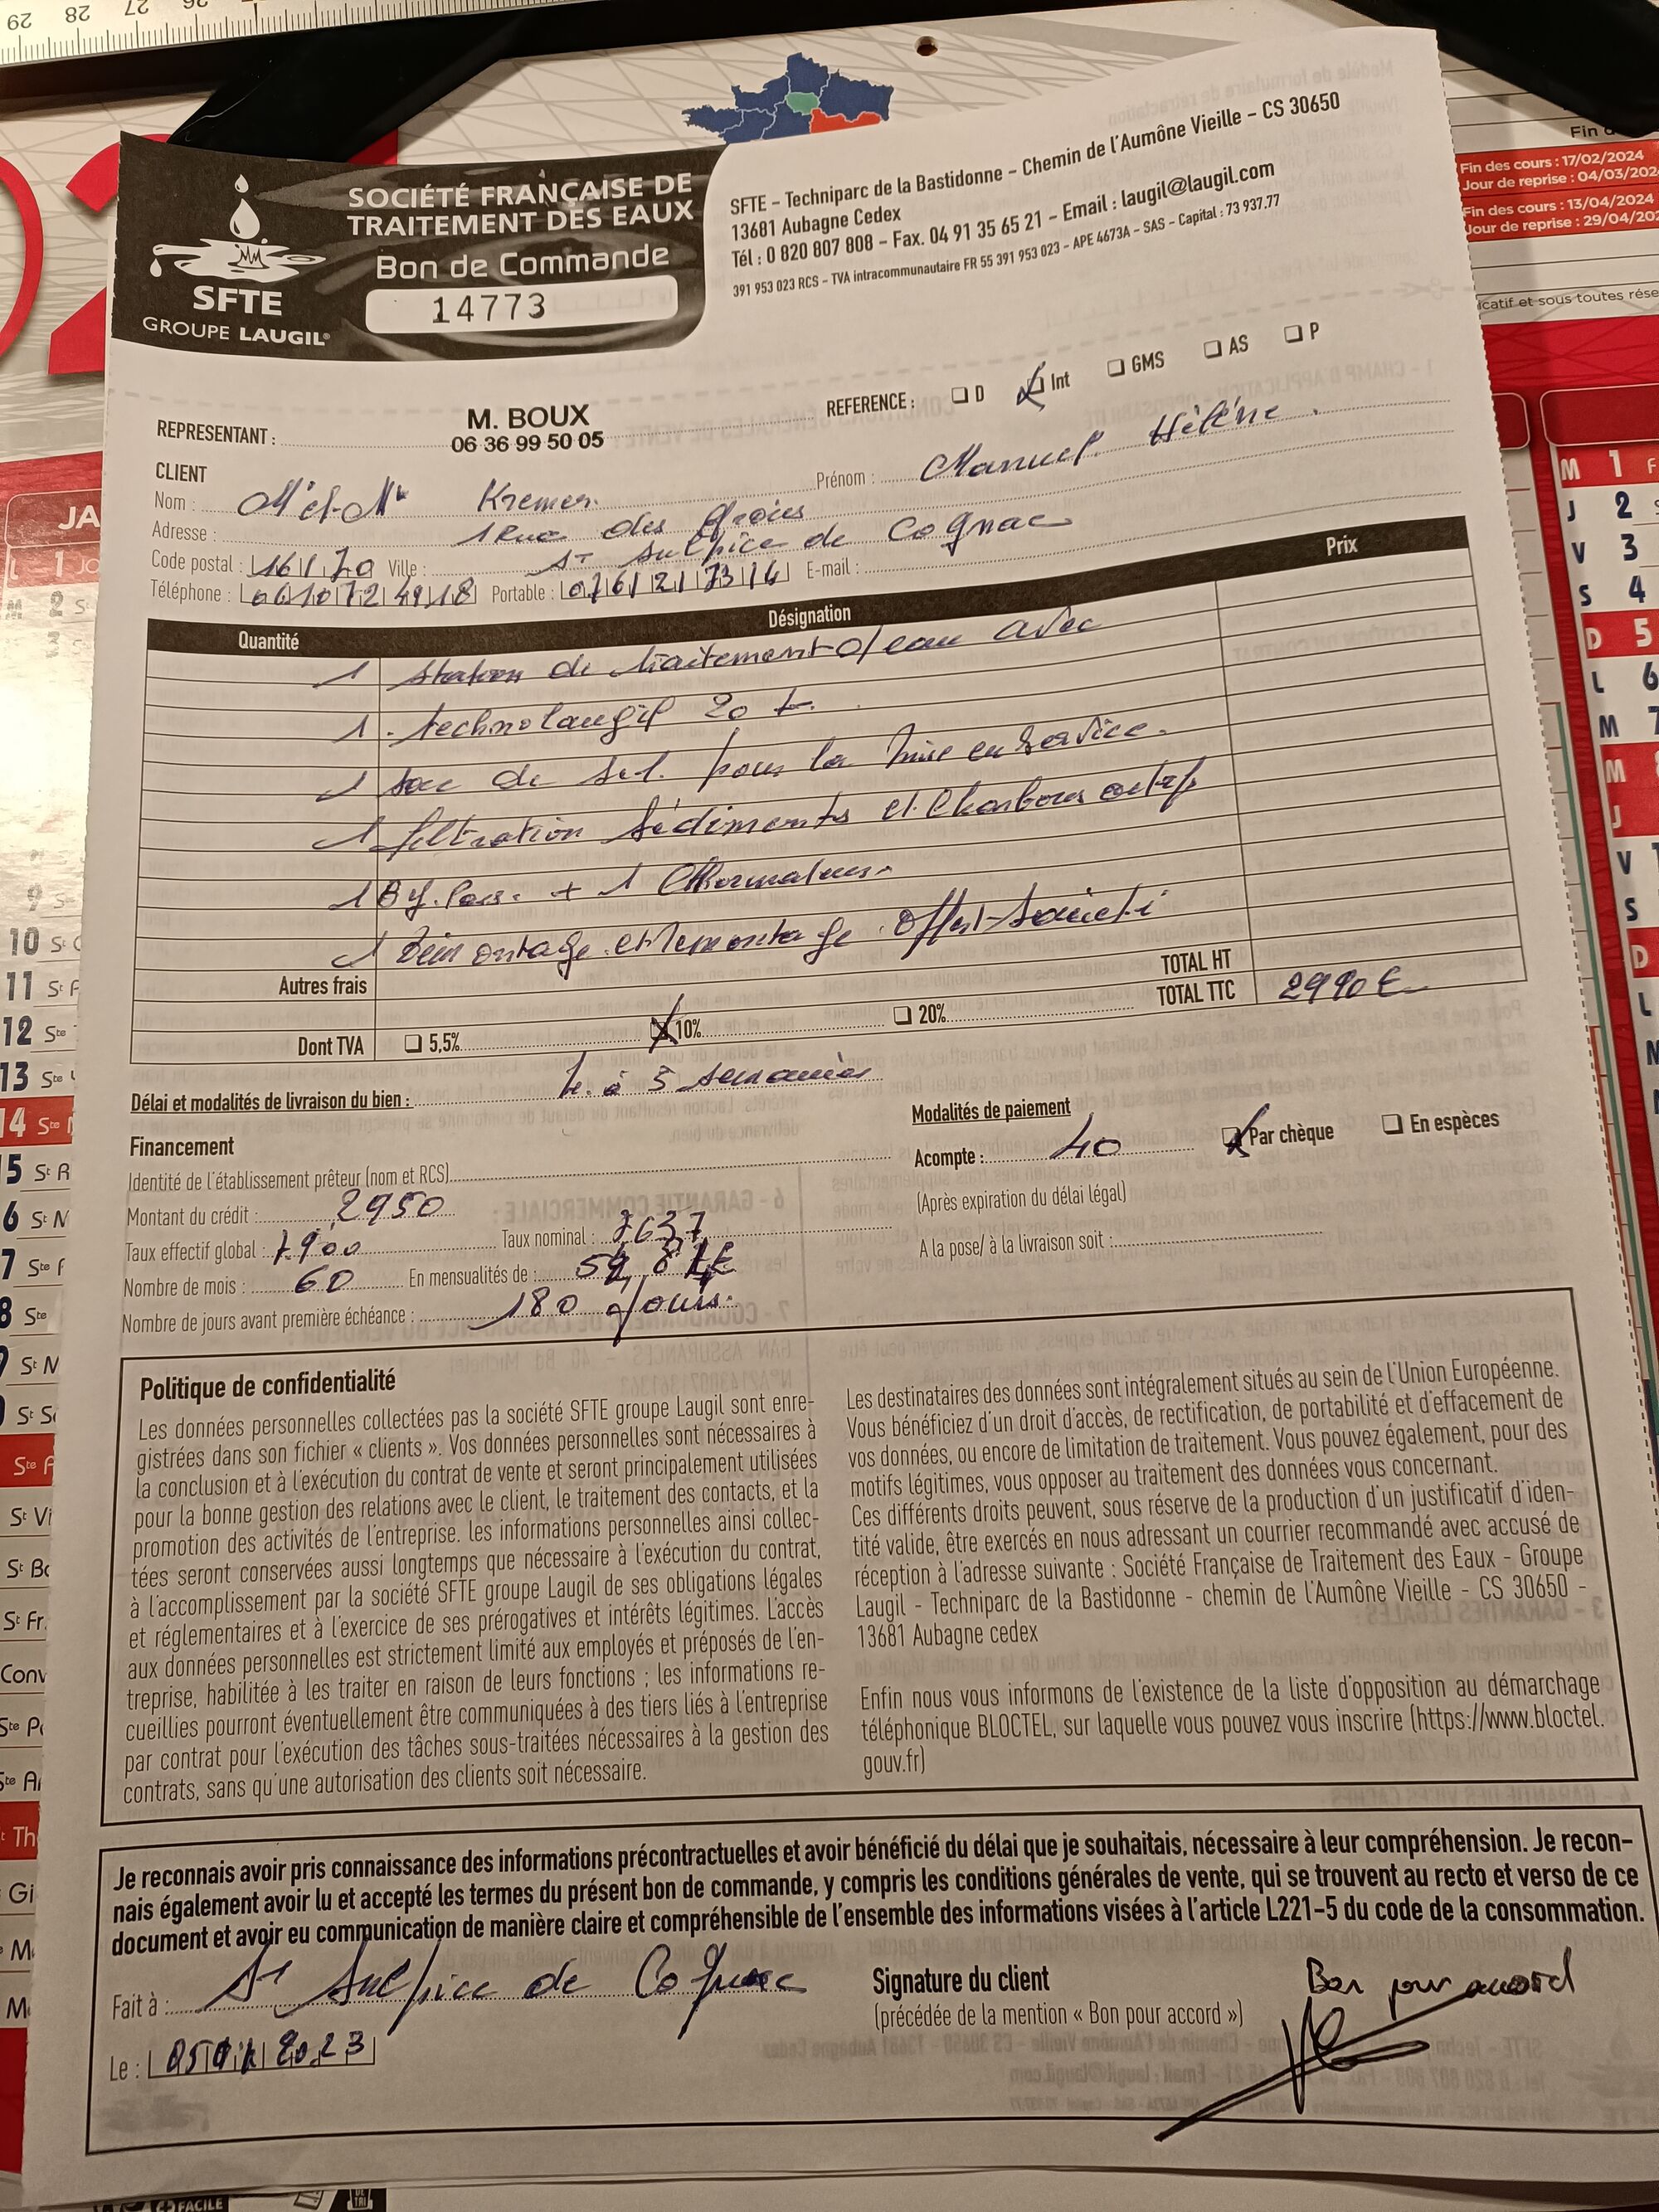 SOCIÉTÉ FRANÇAISE DE
TRAITEMENT DES EAUX
Bon de Commande
14773
SFTE
GROUPE LAUGIL®
SFTE – Techniparc de la Bastidonne – Chemin de l'Aumône Vieille – CS 30650
13681 Aubagne Cedex
Tél : 0 820 807 808 – Fax. 04 91 35 65 21 – Email : laugil@laugil.com
391 953 023 RCS – TVA intracommunautaire FR 55 391 953 023 – APE 4673A – SAS – Capital : 73 937.77
Fin des cours : 17/02/2024
Jour de reprise : 04/03/202
Fin des cours : 13/04/2024
Jour de reprise : 29/04/202
REPRESENTANT : M. BOUX
06 36 99 50 05
REFERENCE : D Int GMS AS P
CLIENT
Nom : Kremer Prénom : Manuel Hélène
Adresse : 1 Rue des
Code postal : 16170 Ville : St Sulpice de Cognac
Téléphone : 0610724918 Portable : 0761217314 E-mail :
Quantité Désignation Prix
1 Station de traitement d'eau avec
1 technolaugil 20 t.
1 sac de sel pour la mise en service.
1 filtration sédiments et charbons actif
1 By. Pass. + 1
1 Démontage et remontage offert société
Autres frais TOTAL HT
TOTAL TTC 2990 €
Dont TVA 5,5% 10% 20%
Délai et modalités de livraison du bien : 4 à 5 semaines
Financement
Identité de l'établissement prêteur (nom et RCS)
Montant du crédit : 2950
Taux effectif global : 7900 Taux nominal : 7637
Nombre de mois : 60 En mensualités de :
Nombre de jours avant première échéance : 180 jours.
Modalités de paiement
Acompte : 40 Par chèque En espèces
(Après expiration du délai légal)
A la pose/ à la livraison soit :
Politique de confidentialité
Les données personnelles collectées pas la société SFTE groupe Laugil sont enre-
gistrées dans son fichier « clients ». Vos données personnelles sont nécessaires à
la conclusion et à l'exécution du contrat de vente et seront principalement utilisées
pour la bonne gestion des relations avec le client, le traitement des contacts, et la
promotion des activités de l'entreprise. les informations personnelles ainsi collec-
tées seront conservées aussi longtemps que nécessaire à l'exécution du contrat,
à l'accomplissement par la société SFTE groupe Laugil de ses obligations légales
et réglementaires et à l'exercice de ses prérogatives et intérêts légitimes. L'accès
aux données personnelles est strictement limité aux employés et préposés de l'en-
treprise, habilitée à les traiter en raison de leurs fonctions ; les informations re-
cueillies pourront éventuellement être communiquées à des tiers liés à l'entreprise
par contrat pour l'exécution des tâches sous-traitées nécessaires à la gestion des
contrats, sans qu'une autorisation des clients soit nécessaire.
Les destinataires des données sont intégralement situés au sein de l'Union Européenne.
Vous bénéficiez d'un droit d'accès, de rectification, de portabilité et d'effacement de
vos données, ou encore de limitation de traitement. Vous pouvez également, pour des
motifs légitimes, vous opposer au traitement des données vous concernant.
Ces différents droits peuvent, sous réserve de la production d'un justificatif d'iden-
tité valide, être exercés en nous adressant un courrier recommandé avec accusé de
réception à l'adresse suivante : Société Française de Traitement des Eaux - Groupe
Laugil - Techniparc de la Bastidonne - chemin de l'Aumône Vieille - CS 30650 -
13681 Aubagne cedex
Enfin nous vous informons de l'existence de la liste d'opposition au démarchage
téléphonique BLOCTEL, sur laquelle vous pouvez vous inscrire (https://www.bloctel.
gouv.fr)
Je reconnais avoir pris connaissance des informations précontractuelles et avoir bénéficié du délai que je souhaitais, nécessaire à leur compréhension. Je recon-
nais également avoir lu et accepté les termes du présent bon de commande, y compris les conditions générales de vente, qui se trouvent au recto et verso de ce
document et avoir eu communication de manière claire et compréhensible de l'ensemble des informations visées à l'article L221-5 du code de la consommation.
Fait à : St Sulpice de Cognac
Le : 2023
Signature du client
(précédée de la mention « Bon pour accord »)
Bon pour accord